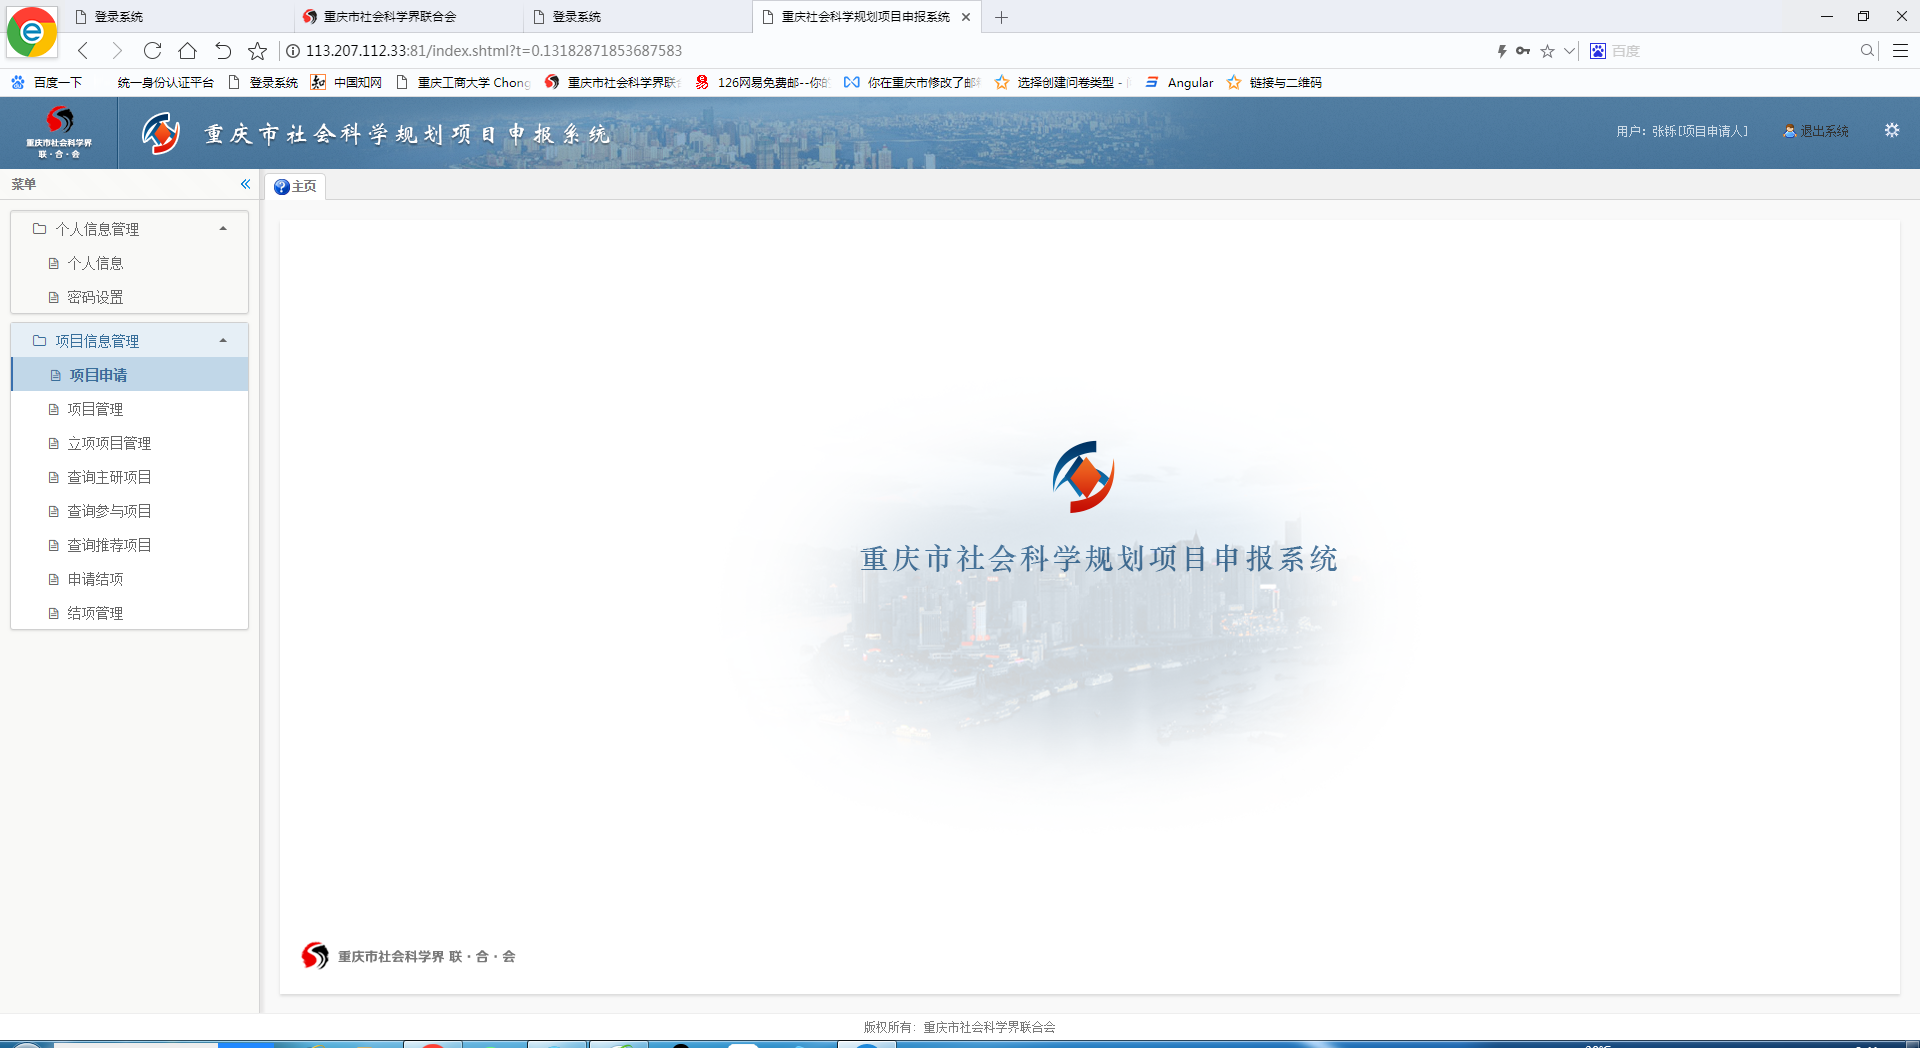 登录系统
重庆市社会科学界联合会
登录系统
重庆社会科学规划项目申报系统
113.207.112.33:81/index.shtml?t=0.13182871853687583
百度
百度一下
统一身份认证平台
登录系统
中国知网
重庆工商大学 Chong
重庆市社会科学界联
126网易免费邮--你的
你在重庆市修改了邮
选择创建问卷类型 -
Angular
链接与二维码
重庆市社会科学界
联·合·会
重庆市社会科学规划项目申报系统
用户：张铄[项目申请人]
退出系统
菜单
主页
个人信息管理
个人信息
密码设置
项目信息管理
项目申请
项目管理
立项项目管理
查询主研项目
查询参与项目
查询推荐项目
申请结项
结项管理
重庆市社会科学规划项目申报系统
重庆市社会科学界 联·合·会
版权所有：重庆市社会科学界联合会